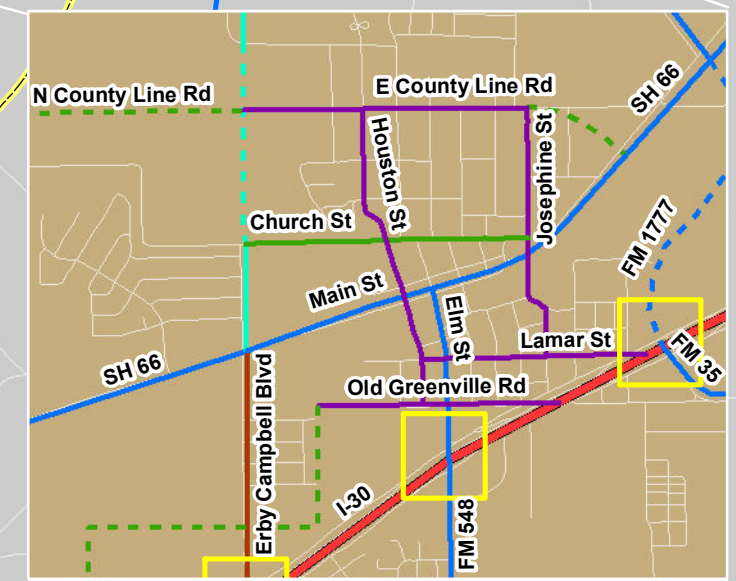 N County Line Rd
E County Line Rd
SH 66
Houston St
Josephine St
Church St
FM 1777
Main St
Elm St
Lamar St
SH 66
FM 35
Old Greenville Rd
Erby Campbell Blvd
I-30
FM 548